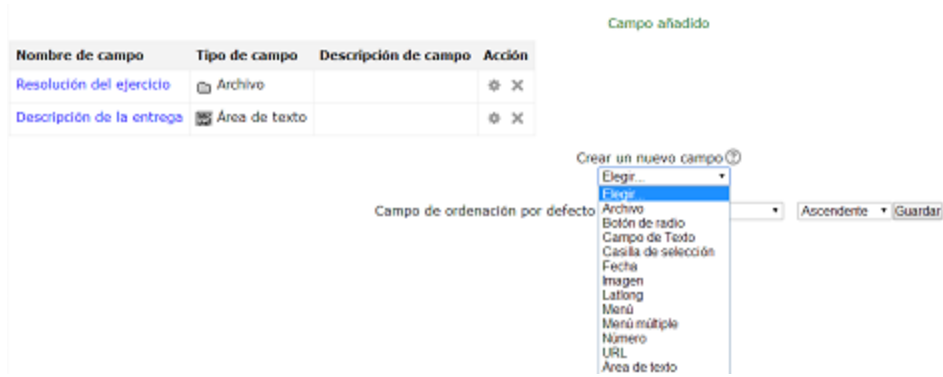 Campo añadido
Nombre de campo Tipo de campo Descripción de campo Acción
Resolución del ejercicio Archivo
Descripción de la entrega Área de texto
Crear un nuevo campo
Elegir...
Elegir...
Campo de ordenación por defecto Ascendente Guardar
Archivo
Botón de radio
Campo de Texto
Casilla de selección
Fecha
Imagen
Latlong
Menú
Menú múltiple
Número
URL
Área de texto